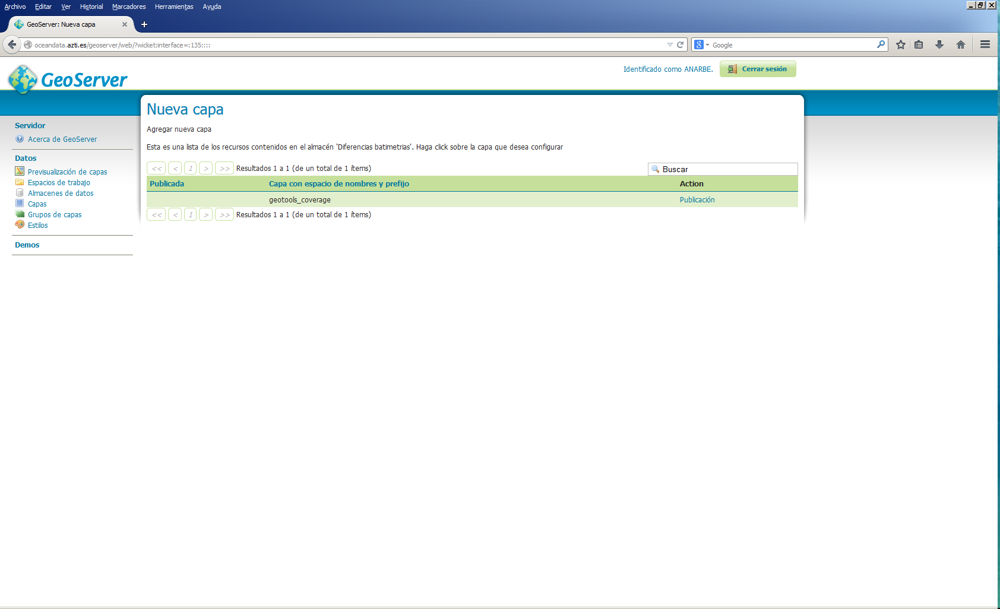 Archivo Editar Ver Historial Marcadores Herramientas Ayuda
GeoServer: Nueva capa
oceandata.azti.es/geoserver/web/?wicket:interface=:135::::
Google
GeoServer
Identificado como ANARBE.
Cerrar sesión
Nueva capa
Agregar nueva capa
Esta es una lista de los recursos contenidos en el almacén 'Diferencias batimetrias'. Haga click sobre la capa que desea configurar
<< < 1 > >> Resultados 1 a 1 (de un total de 1 ítems)
Buscar
Publicada Capa con espacio de nombres y prefijo Action
geotools_coverage Publicación
<< < 1 > >> Resultados 1 a 1 (de un total de 1 ítems)
Servidor
Acerca de GeoServer
Datos
Previsualización de capas
Espacios de trabajo
Almacenes de datos
Capas
Grupos de capas
Estilos
Demos